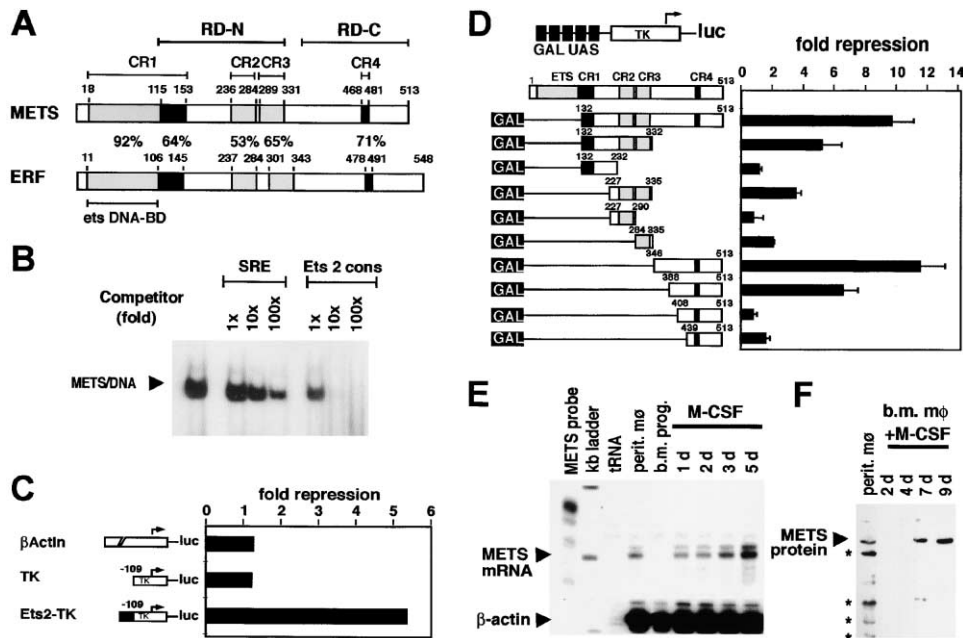 A
RD-N RD-C
CR1 CR2 CR3 CR4
18 115 153 236 284 289 331 468 481 513
METS
92% 64% 53% 65% 71%
11 106 145 237 264 301 343 478 491 548
ERF
ets DNA-BD
B
SRE Ets 2 cons
Competitor
(fold)
1x 10x 100x 1x 10x 100x
METS/DNA
C
fold repression
0 1 2 3 4 5 6
βActin luc
TK -109 TK luc
Ets2-TK -109 TK luc
D
TK luc
GAL UAS
fold repression
0 2 4 6 8 10 12 14
1 ETS CR1 CR2 CR3 CR4
513
GAL 132 513
GAL 132 332
GAL 132 232
GAL 227 335
GAL 227 290
GAL 284 335
GAL 346 513
GAL 388 513
GAL 408 513
GAL 439 513
E
METS probe
kb ladder
tRNA
perit. mø
b.m. prog.
M-CSF
1 d
2 d
3 d
5 d
METS
mRNA
β-actin
F
b.m. mϕ
+M-CSF
perit. mø
2 d
4 d
7 d
9 d
METS
protein
*
*
*
*